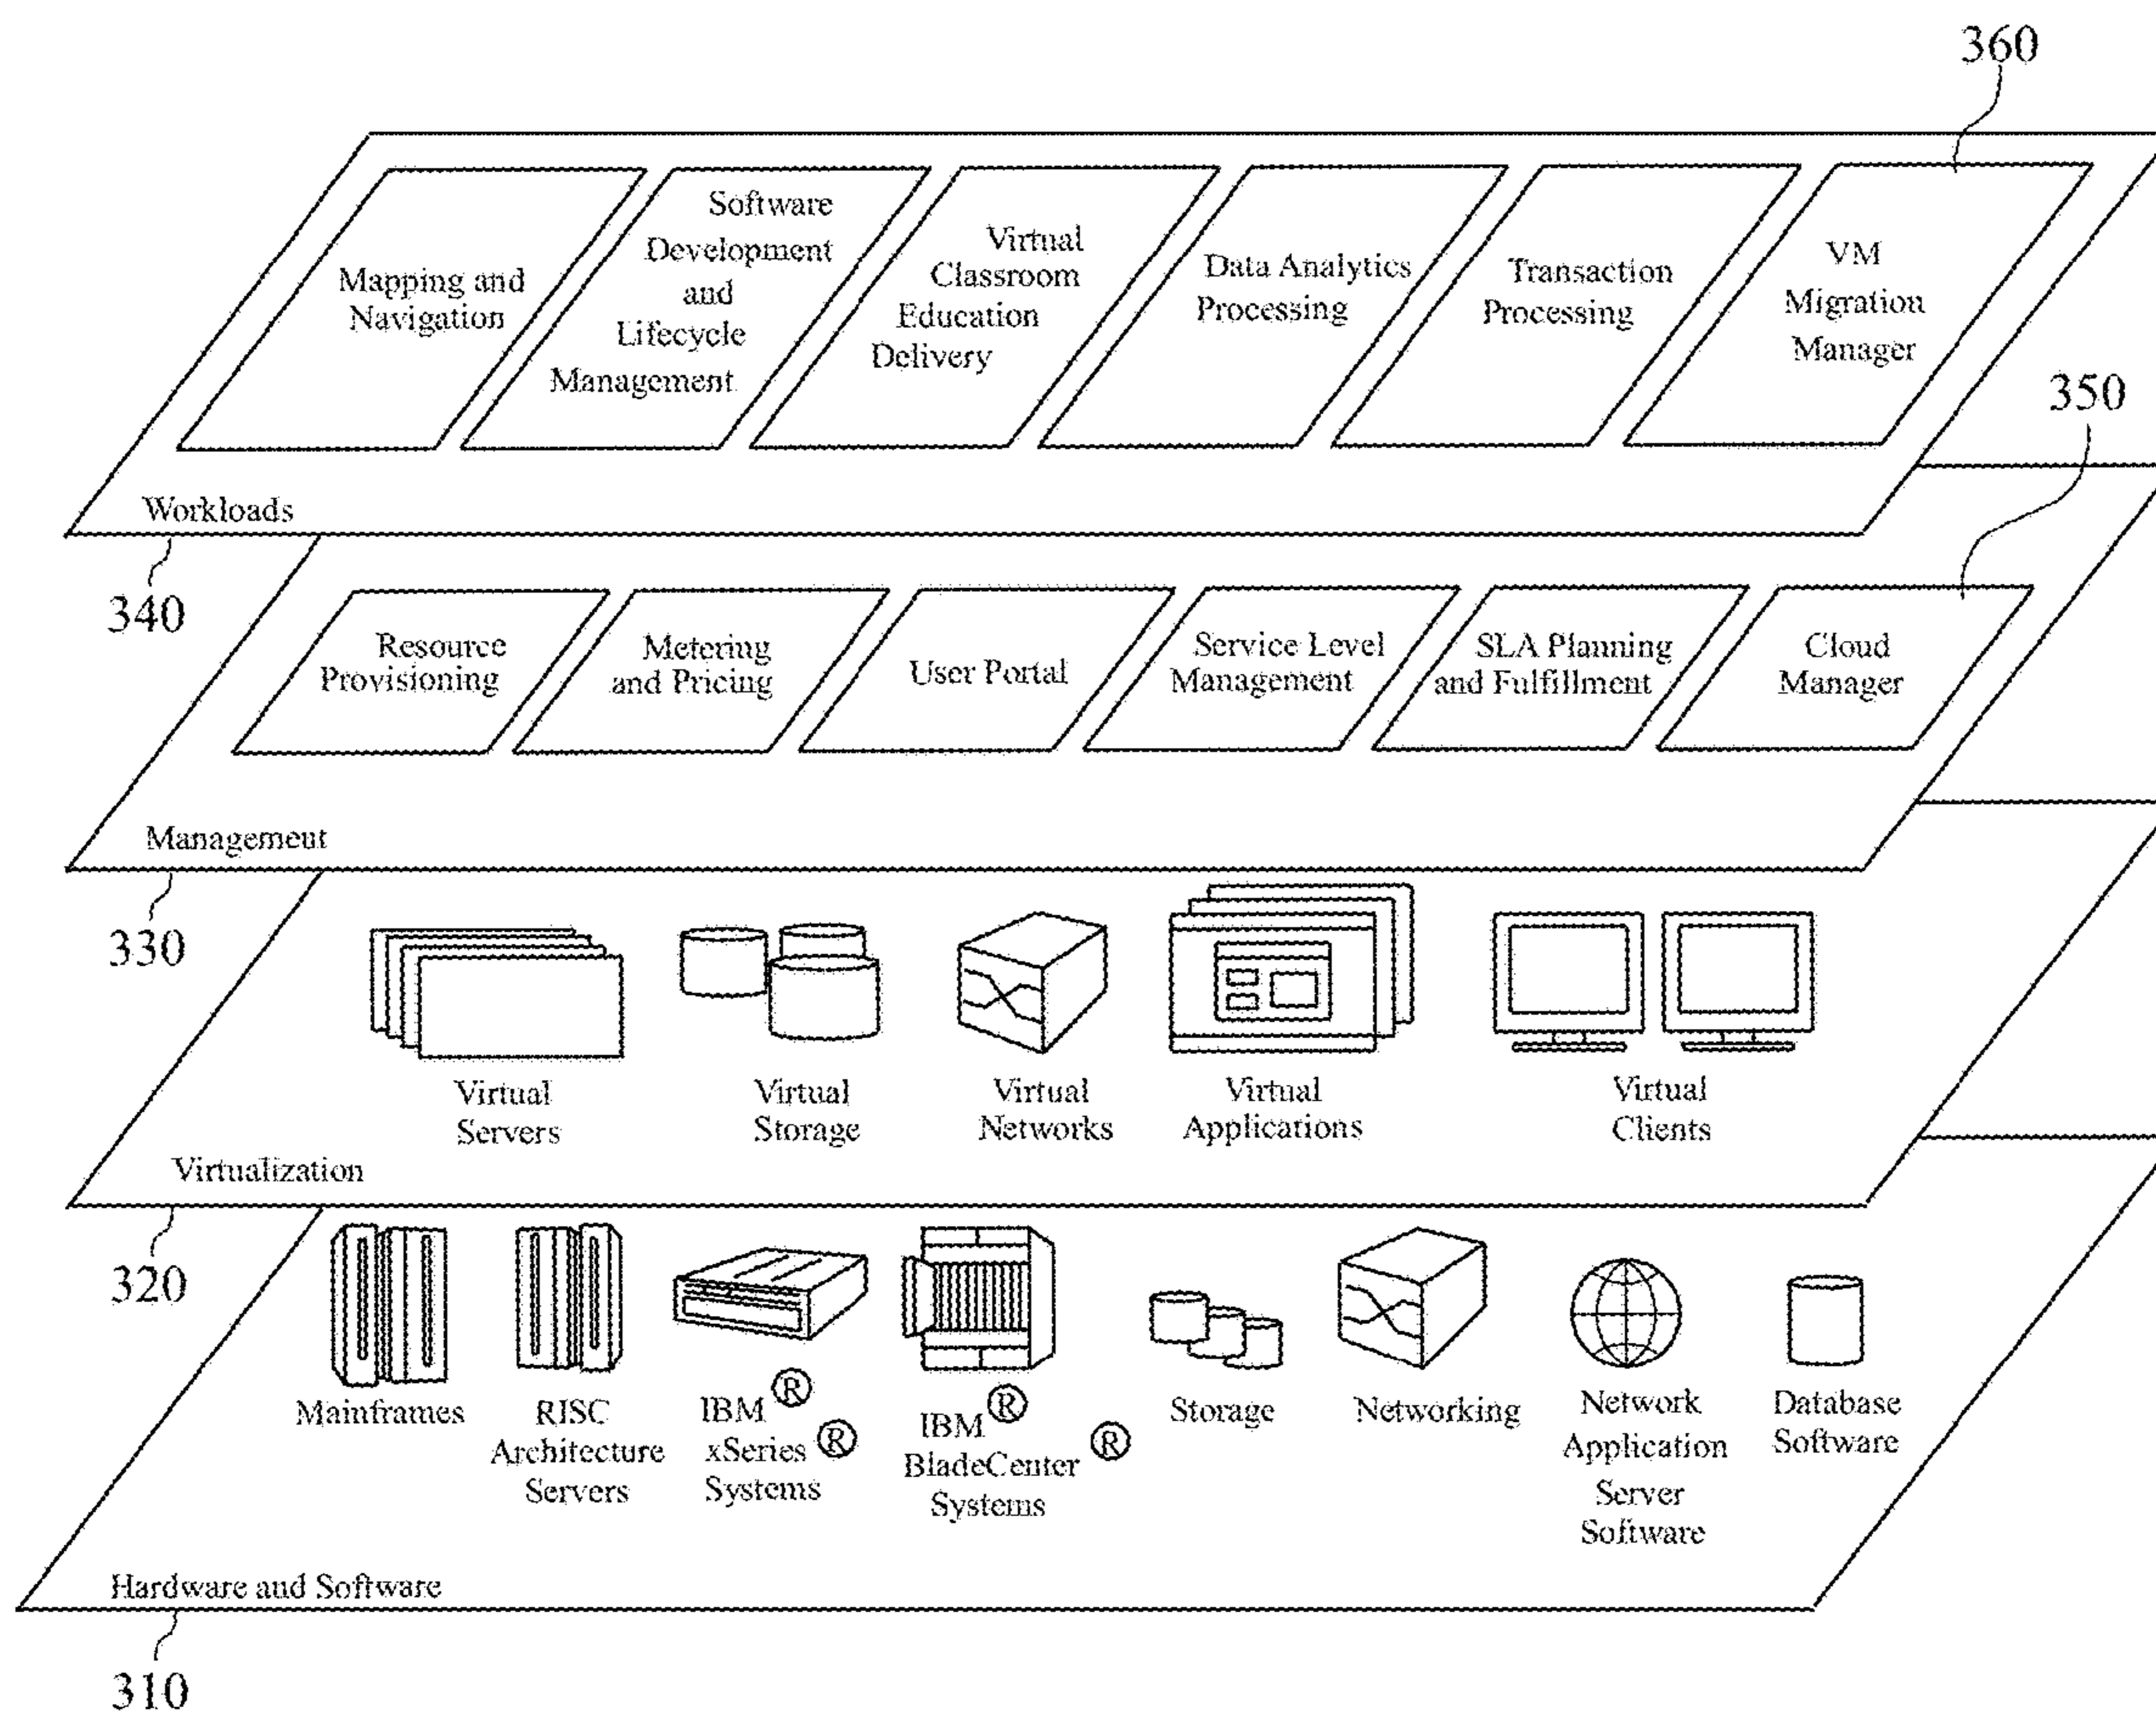 360
Mapping and
Navigation
Software
Development
and
Lifecycle
Management
Virtual
Classroom
Education
Delivery
Data Analytics
Processing
Transaction
Processing
VM
Migration
Manager
350
Workloads
340
Resource
Provisioning
Metering
and Pricing
User Portal
Service Level
Management
SLA Planning
and Fulfillment
Cloud
Manager
Management
330
Virtual
Servers
Virtual
Storage
Virtual
Networks
Virtual
Applications
Virtual
Clients
Virtualization
320
Mainframes
RISC
Architecture
Servers
IBM®
xSeries®
Systems
IBM®
BladeCenter®
Systems
Storage
Networking
Network
Application
Server
Software
Database
Software
Hardware and Software
310